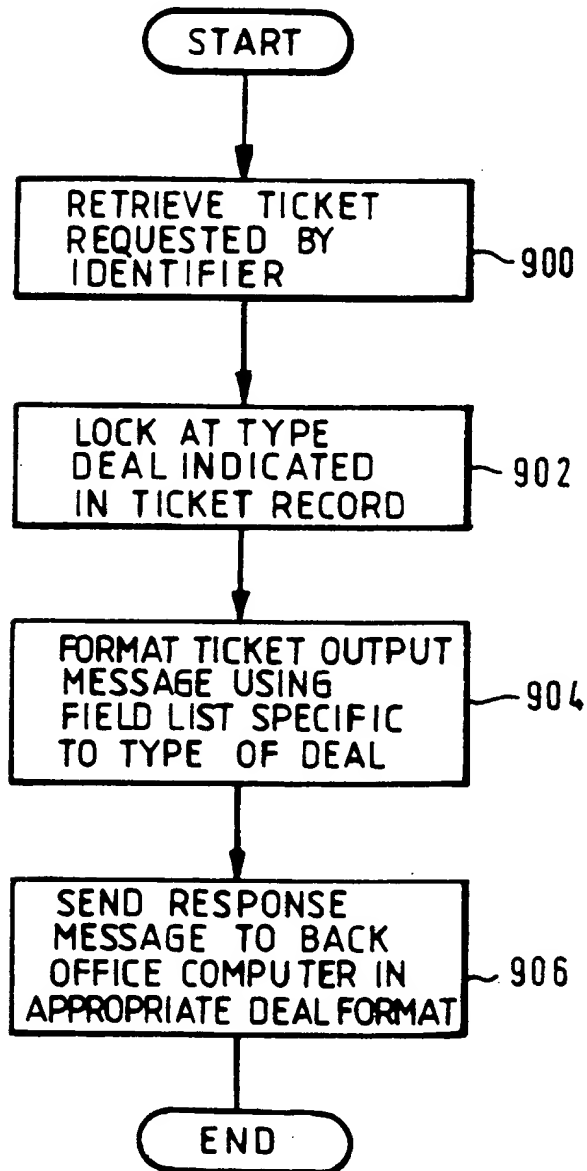 START
RETRIEVE TICKET
REQUESTED BY
IDENTIFIER
900
LOCK AT TYPE
DEAL INDICATED
IN TICKET RECORD
902
FORMAT TICKET OUTPUT
MESSAGE USING
FIELD LIST SPECIFIC
TO TYPE OF DEAL
904
SEND RESPONSE
MESSAGE TO BACK
OFFICE COMPUTER IN
APPROPRIATE DEAL FORMAT
906
END